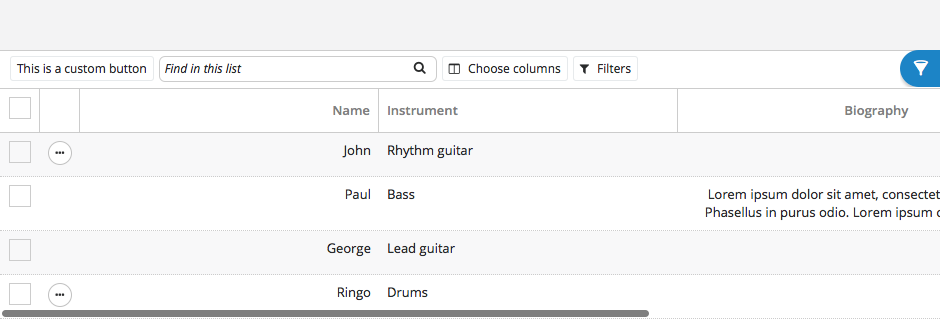 This is a custom button Find in this list Choose columns Filters
Name Instrument Biography
John Rhythm guitar
Paul Bass Lorem ipsum dolor sit amet, consectet
Phasellus in purus odio. Lorem ipsum
George Lead guitar
Ringo Drums